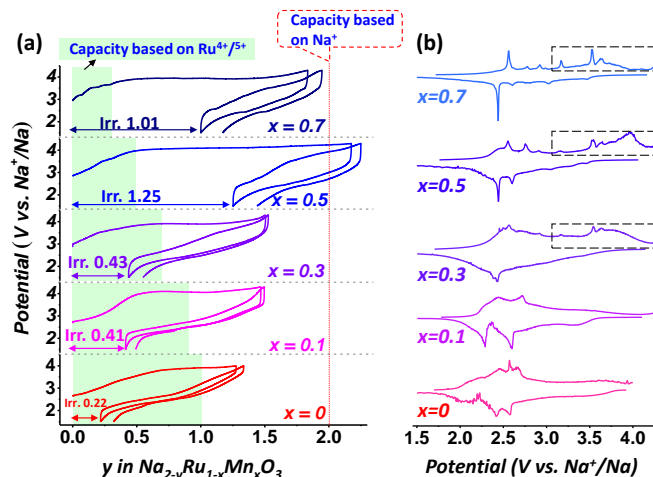 (a)
Capacity based on Ru⁴⁺/⁵⁺
Capacity based
on Na⁺
Potential (V vs. Na⁺/Na)
4
3
2
Irr. 1.01
x = 0.7
4
3
2
Irr. 1.25
x = 0.5
4
3
2
Irr. 0.43
x = 0.3
4
3
2
Irr. 0.41
x = 0.1
4
3
2
Irr. 0.22
x = 0
0.0 0.5 1.0 1.5 2.0
y in Na₂₋yRu₁₋ₓMnₓO₃
(b)
x=0.7
x=0.5
x=0.3
x=0.1
x=0
1.5 2.0 2.5 3.0 3.5 4.0
Potential (V vs. Na⁺/Na)